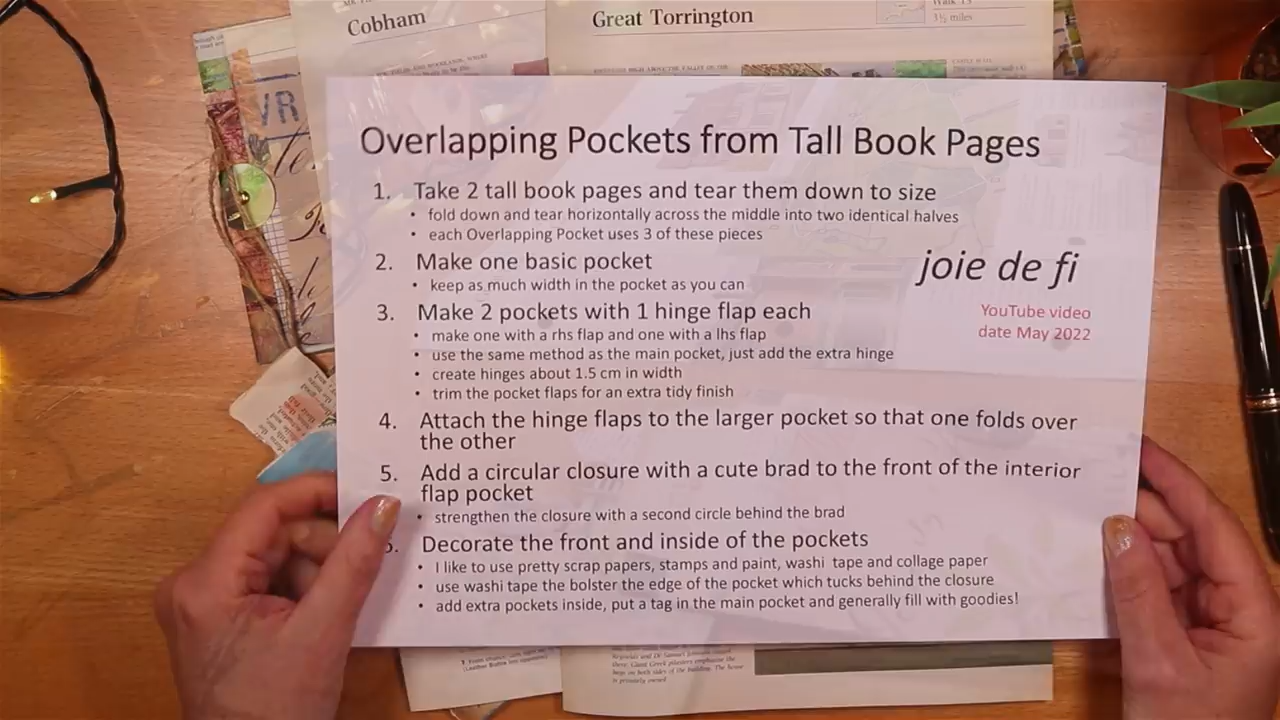 Cobham
Great Torrington
3½ miles
VR
Overlapping Pockets from Tall Book Pages
1. Take 2 tall book pages and tear them down to size
• fold down and tear horizontally across the middle into two identical halves
• each Overlapping Pocket uses 3 of these pieces
2. Make one basic pocket
• keep as much width in the pocket as you can
joie de fi
YouTube video
date May 2022
3. Make 2 pockets with 1 hinge flap each
• make one with a rhs flap and one with a lhs flap
• use the same method as the main pocket, just add the extra hinge
• create hinges about 1.5 cm in width
• trim the pocket flaps for an extra tidy finish
4. Attach the hinge flaps to the larger pocket so that one folds over
the other
5. Add a circular closure with a cute brad to the front of the interior
flap pocket
• strengthen the closure with a second circle behind the brad
6. Decorate the front and inside of the pockets
• I like to use pretty scrap papers, stamps and paint, washi tape and collage paper
• use washi tape the bolster the edge of the pocket which tucks behind the closure
• add extra pockets inside, put a tag in the main pocket and generally fill with goodies!